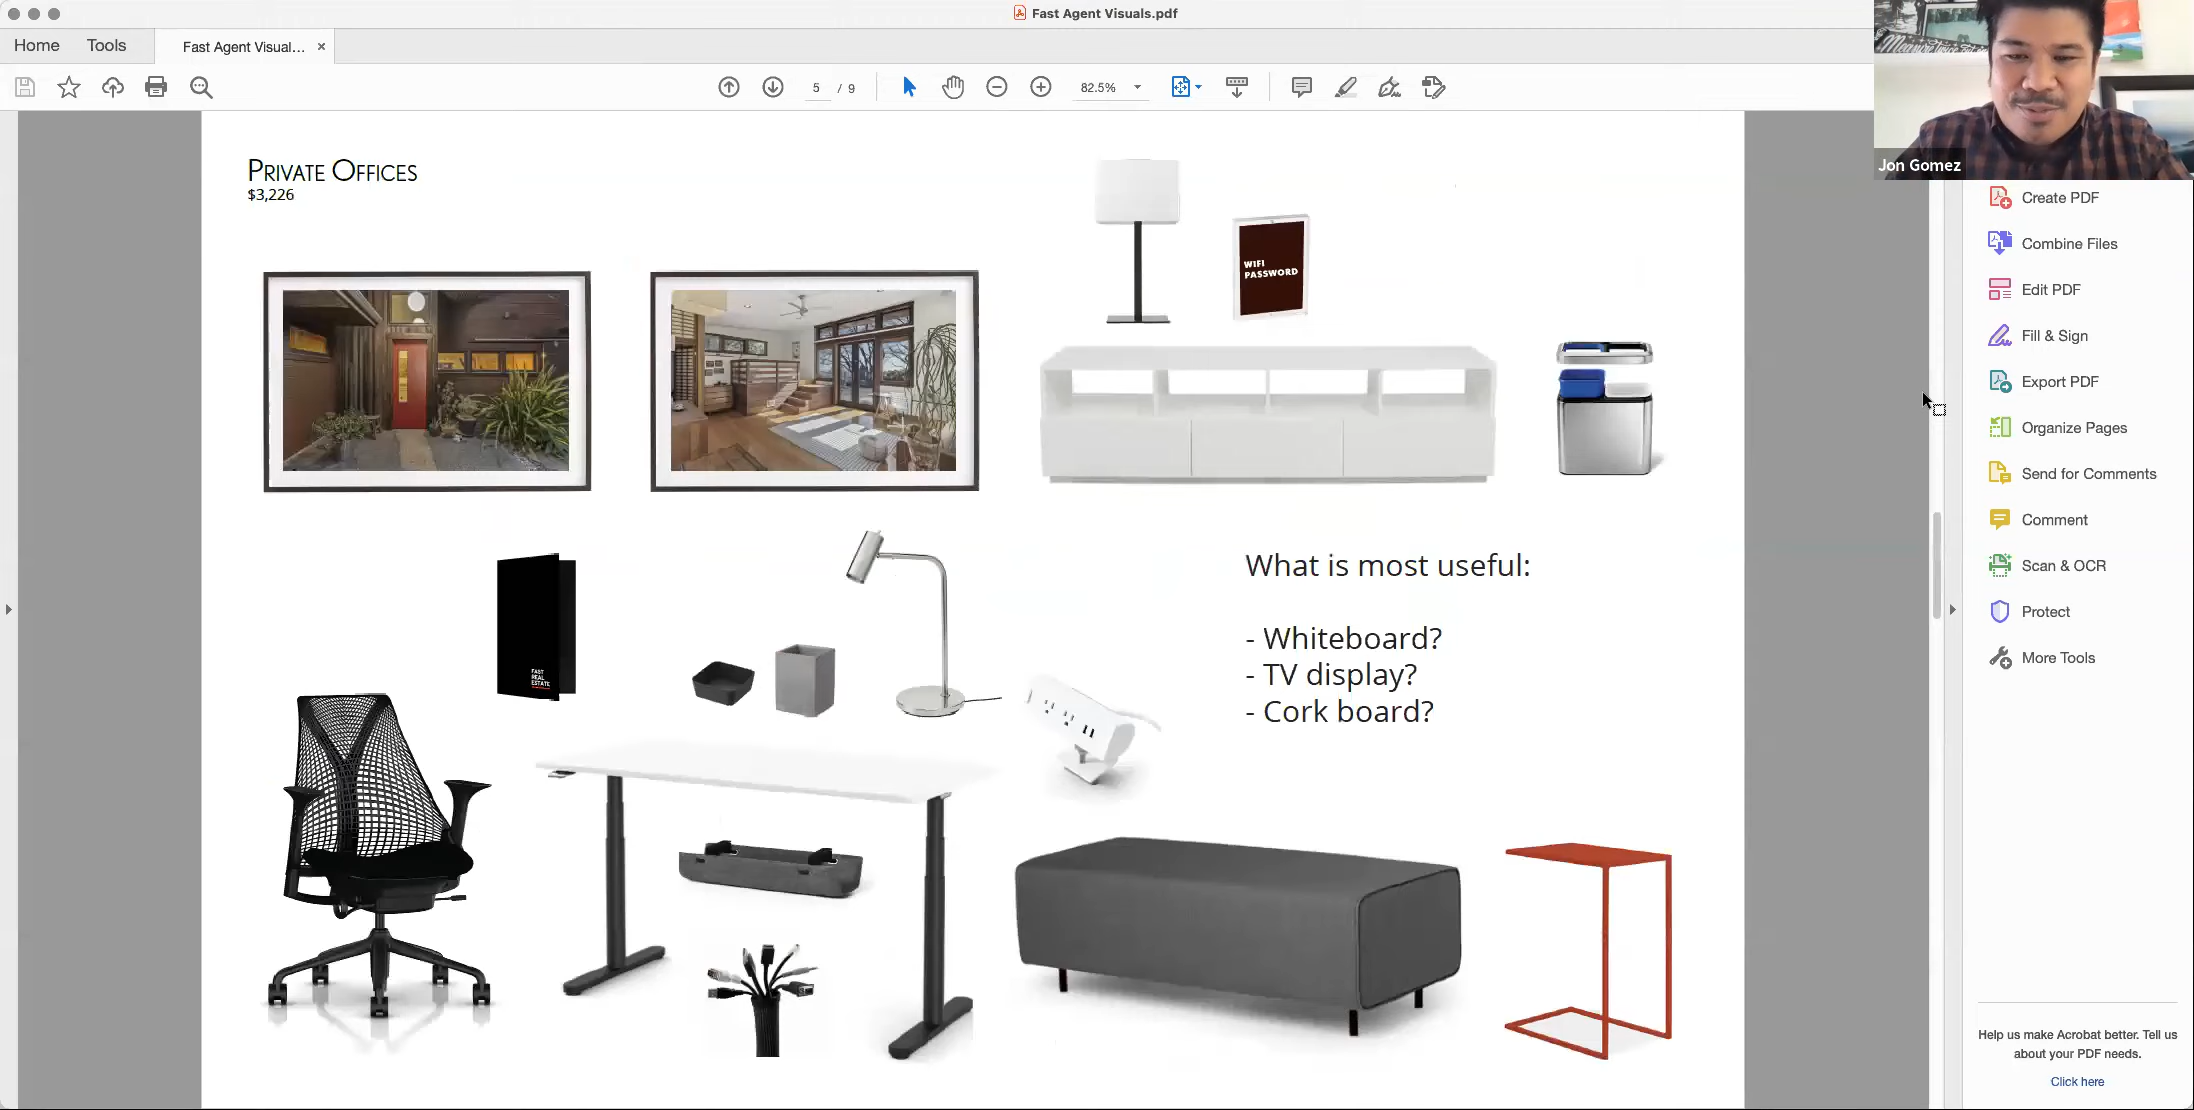 Fast Agent Visuals.pdf
Home
Tools
Fast Agent Visual... ×
5 / 9
82.5%
Jon Gomez
PRIVATE OFFICES
$3,226
WIFI
PASSWORD
FAST
REAL
ESTATE
What is most useful:
- Whiteboard?
- TV display?
- Cork board?
Create PDF
Combine Files
Edit PDF
Fill & Sign
Export PDF
Organize Pages
Send for Comments
Comment
Scan & OCR
Protect
More Tools
Help us make Acrobat better. Tell us
about your PDF needs.
Click here